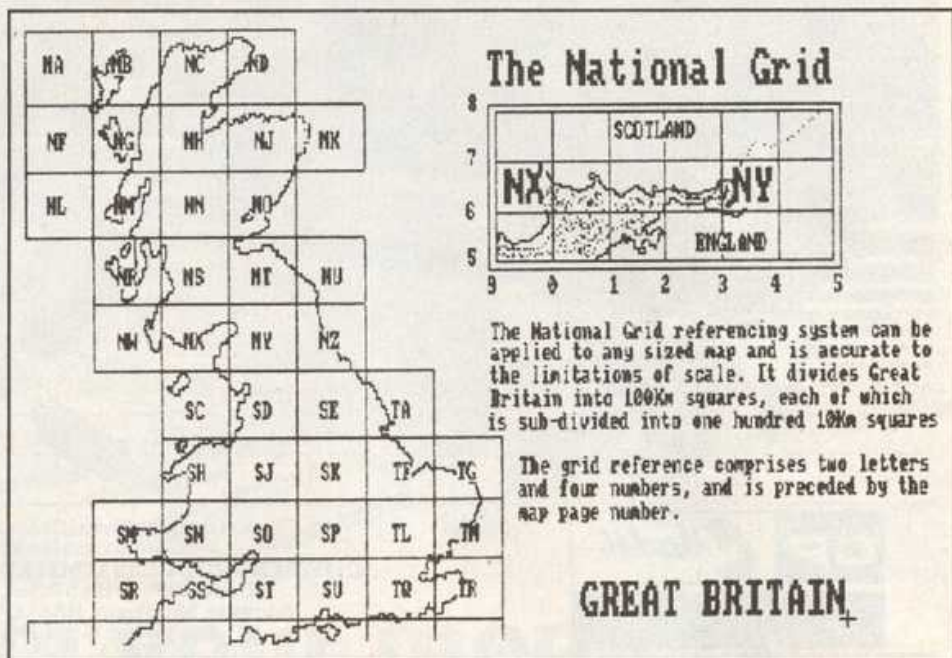 NA NB NC ND
NF NG NH NJ NK
NL NM NN NO
NR NS NT NU
NW NX NY NZ
SC SD SE TA
SH SJ SK TF TG
SM SN SO SP TL TM
SR SS ST SU TQ TR
The National Grid
8
SCOTLAND
7
NX NY
6
ENGLAND
5
9 0 1 2 3 4 5
The National Grid referencing system can be
applied to any sized map and is accurate to
the limitations of scale. It divides Great
Britain into 100Km squares, each of which
is sub-divided into one hundred 10Km squares
The grid reference comprises two letters
and four numbers, and is preceded by the
map page number.
GREAT BRITAIN